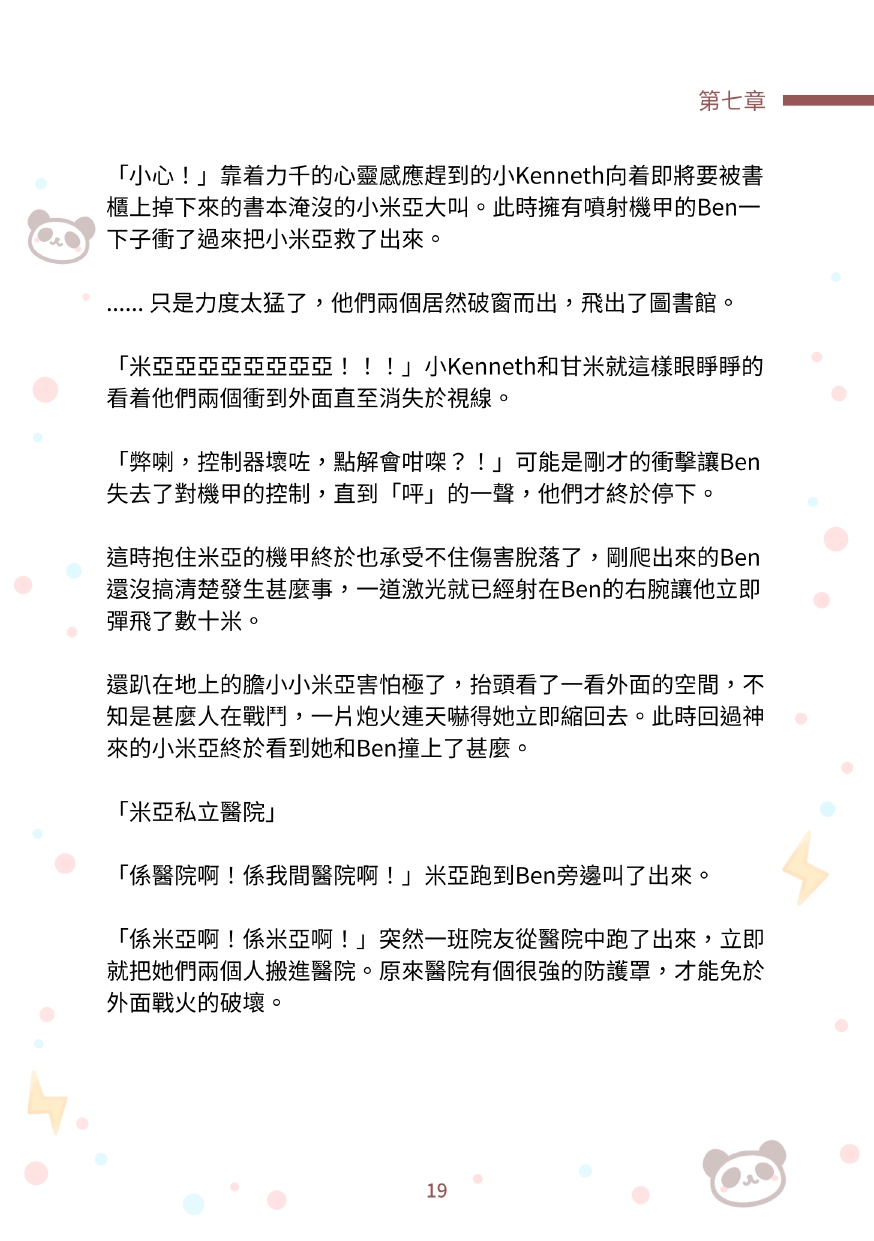 第七章
「小心！」靠着力千的心靈感應趕到的小Kenneth向着即將要被書
櫃上掉下來的書本淹沒的小米亞大叫。此時擁有噴射機甲的Ben一
下子衝了過來把小米亞救了出來。
...... 只是力度太猛了，他們兩個居然破窗而出，飛出了圖書館。
「米亞亞亞亞亞亞亞亞！！！」小Kenneth和甘米就這樣眼睜睜的
看着他們兩個衝到外面直至消失於視線。
「弊喇，控制器壞咗，點解會咁㗎？！」可能是剛才的衝擊讓Ben
失去了對機甲的控制，直到「呯」的一聲，他們才終於停下。
這時抱住米亞的機甲終於也承受不住傷害脫落了，剛爬出來的Ben
還沒搞清楚發生甚麼事，一道激光就已經射在Ben的右腕讓他立即
彈飛了數十米。
還趴在地上的膽小小米亞害怕極了，抬頭看了一看外面的空間，不
知是甚麼人在戰鬥，一片炮火連天嚇得她立即縮回去。此時回過神
來的小米亞終於看到她和Ben撞上了甚麼。
「米亞私立醫院」
「係醫院啊！係我間醫院啊！」米亞跑到Ben旁邊叫了出來。
「係米亞啊！係米亞啊！」突然一班院友從醫院中跑了出來，立即
就把她們兩個人搬進醫院。原來醫院有個很強的防護罩，才能免於
外面戰火的破壞。
19